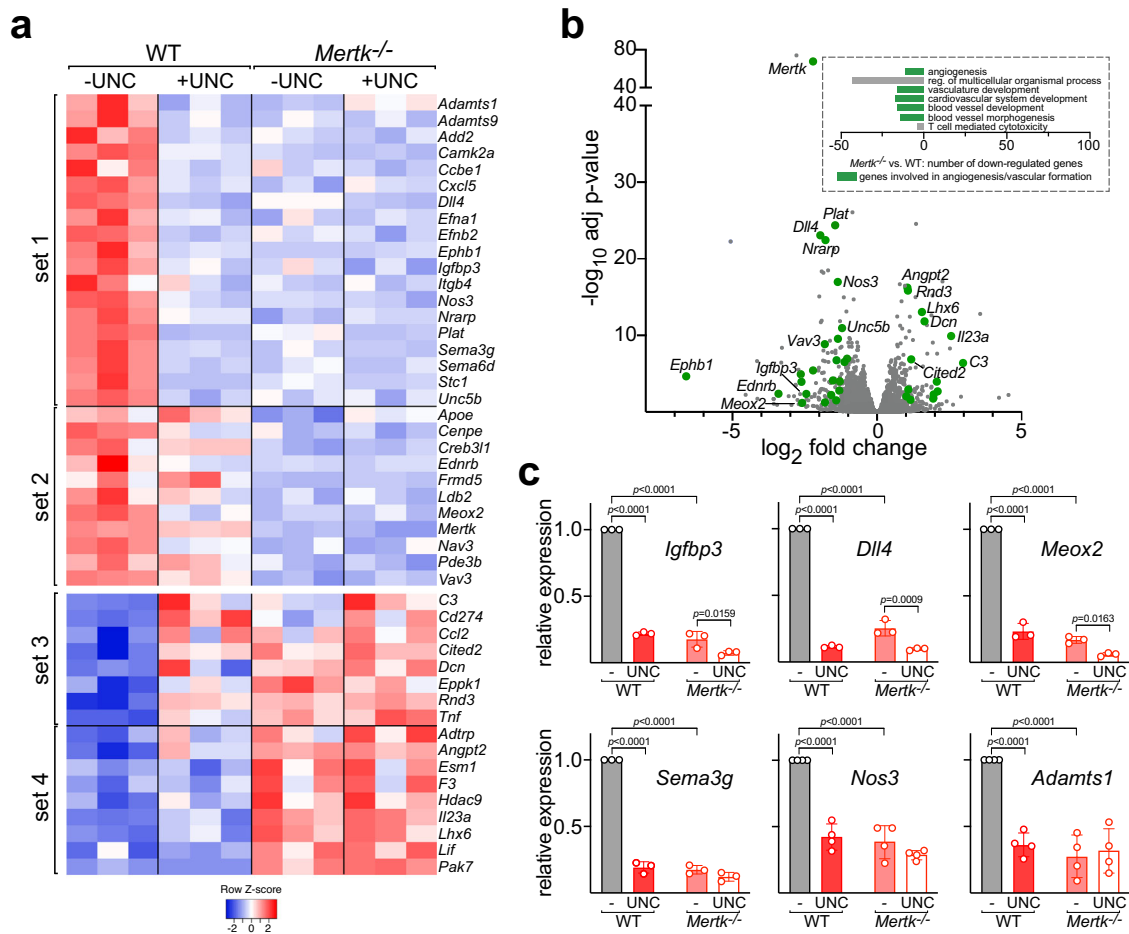 a
WT
Mertk-/-
-UNC
+UNC
-UNC
+UNC
set 1
Adamts1
Adamts9
Add2
Camk2a
Ccbe1
Cxcl5
Dll4
Efna1
Efnb2
Ephb1
Igfbp3
Itgb4
Nos3
Nrarp
Plat
Sema3g
Sema6d
Stc1
Unc5b
set 2
Apoe
Cenpe
Creb3l1
Ednrb
Frmd5
Ldb2
Meox2
Mertk
Nav3
Pde3b
Vav3
set 3
C3
Cd274
Ccl2
Cited2
Dcn
Eppk1
Rnd3
Tnf
set 4
Adtrp
Angpt2
Esm1
F3
Hdac9
Il23a
Lhx6
Lif
Pak7
Row Z-score
-2 0 2
b
-log10 adj p-value
80
40
40
30
20
10
Mertk
angiogenesis
reg. of multicellular organismal process
vasculature development
cardiovascular system development
blood vessel development
blood vessel morphogenesis
T cell mediated cytotoxicity
-50 0 50 100
Mertk-/- vs. WT: number of down-regulated genes
genes involved in angiogenesis/vascular formation
Plat
Dll4
Nrarp
Nos3
Angpt2
Rnd3
Lhx6
Dcn
Unc5b
Il23a
Vav3
C3
Ephb1
Igfbp3
Cited2
Ednrb
Meox2
-5 0 5
log2 fold change
c
relative expression
1.0
0.5
p<0.0001
p<0.0001
Igfbp3
p=0.0159
- UNC - UNC
WT Mertk-/-
p<0.0001
p<0.0001
Dll4
p=0.0009
- UNC - UNC
WT Mertk-/-
p<0.0001
p<0.0001
Meox2
p=0.0163
- UNC - UNC
WT Mertk-/-
relative expression
1.0
0.5
p<0.0001
p<0.0001
Sema3g
- UNC - UNC
WT Mertk-/-
p<0.0001
p<0.0001
Nos3
- UNC - UNC
WT Mertk-/-
p<0.0001
p<0.0001
Adamts1
- UNC - UNC
WT Mertk-/-